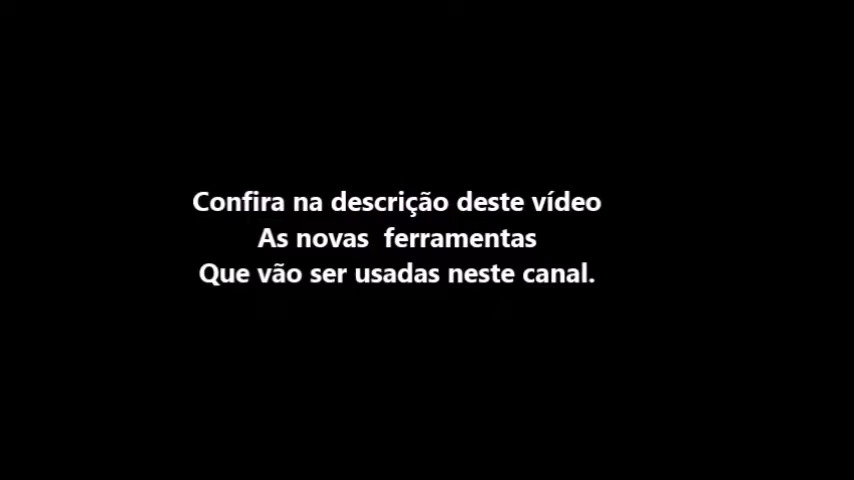 Confira na descrição deste vídeo
As novas  ferramentas
Que vão ser usadas neste canal.